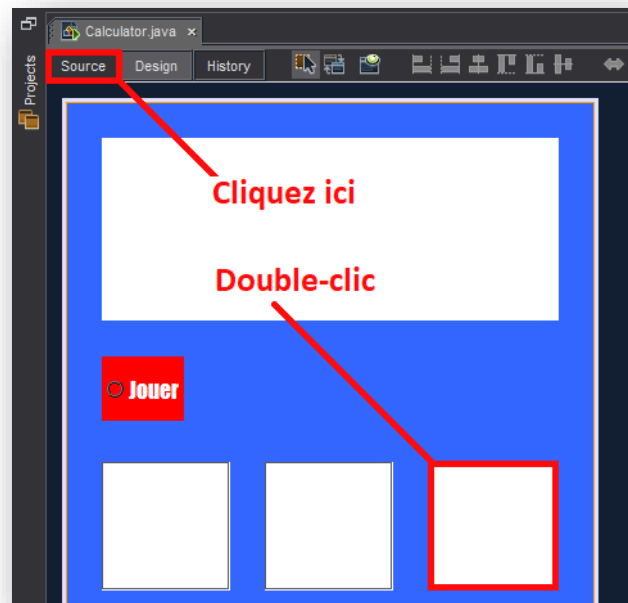 Calculator.java ×
Projects
Source Design History
Cliquez ici
Double-clic
Jouer